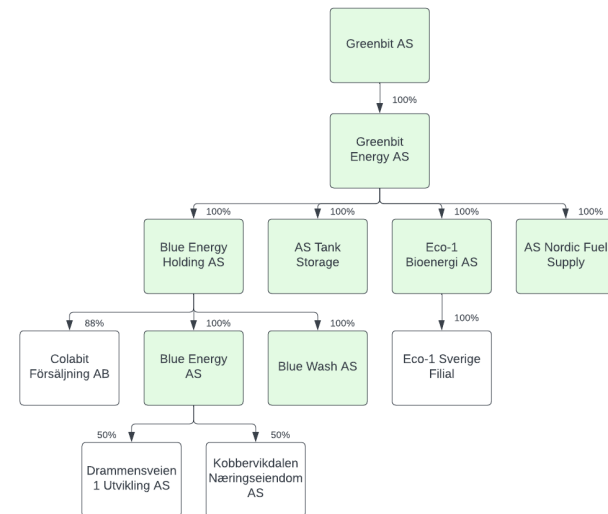 Greenbit AS
100%
Greenbit
Energy AS
100%
100%
100%
100%
Blue Energy
Holding AS
AS Tank
Storage
Eco-1
Bioenergi AS
AS Nordic Fuel
Supply
88%
100%
100%
100%
Colabit
Försäljning AB
Blue Energy
AS
Blue Wash AS
Eco-1 Sverige
Filial
50%
50%
Drammensveien
1 Utvikling AS
Kobbervikdalen
Næringseiendom
AS